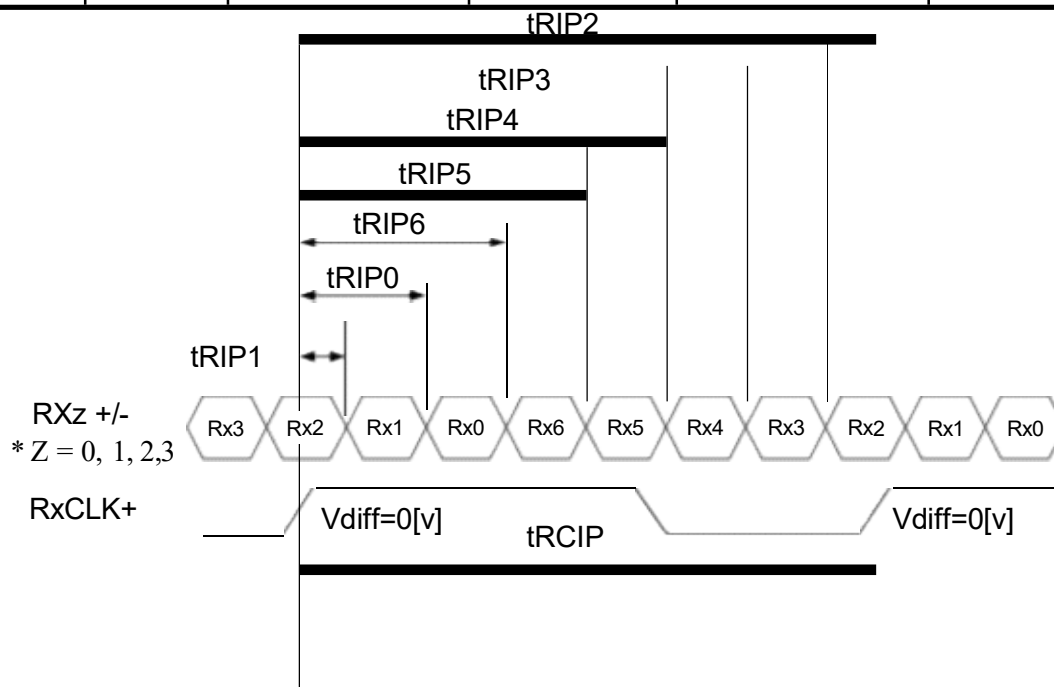 tRIP2
tRIP3
tRIP4
tRIP5
tRIP6
tRIP0
tRIP1
RXz +/-
* Z = 0, 1, 2,3
Rx3 Rx2 Rx1 Rx0 Rx6 Rx5 Rx4 Rx3 Rx2 Rx1 Rx0
RxCLK+
Vdiff=0[v] Vdiff=0[v]
tRCIP